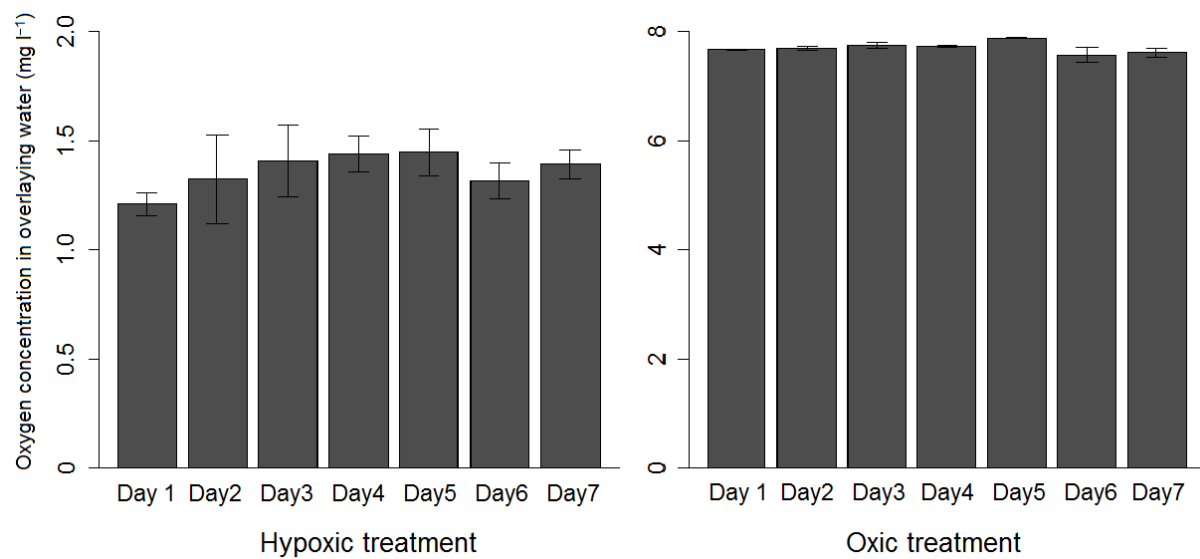 Oxygen concentration in overlaying water (mg l⁻¹)
2.0
1.5
1.0
0.5
0
Day 1 Day2 Day3 Day4 Day5 Day6 Day7
Hypoxic treatment
8
6
4
2
0
Day 1 Day2 Day3 Day4 Day5 Day6 Day7
Oxic treatment